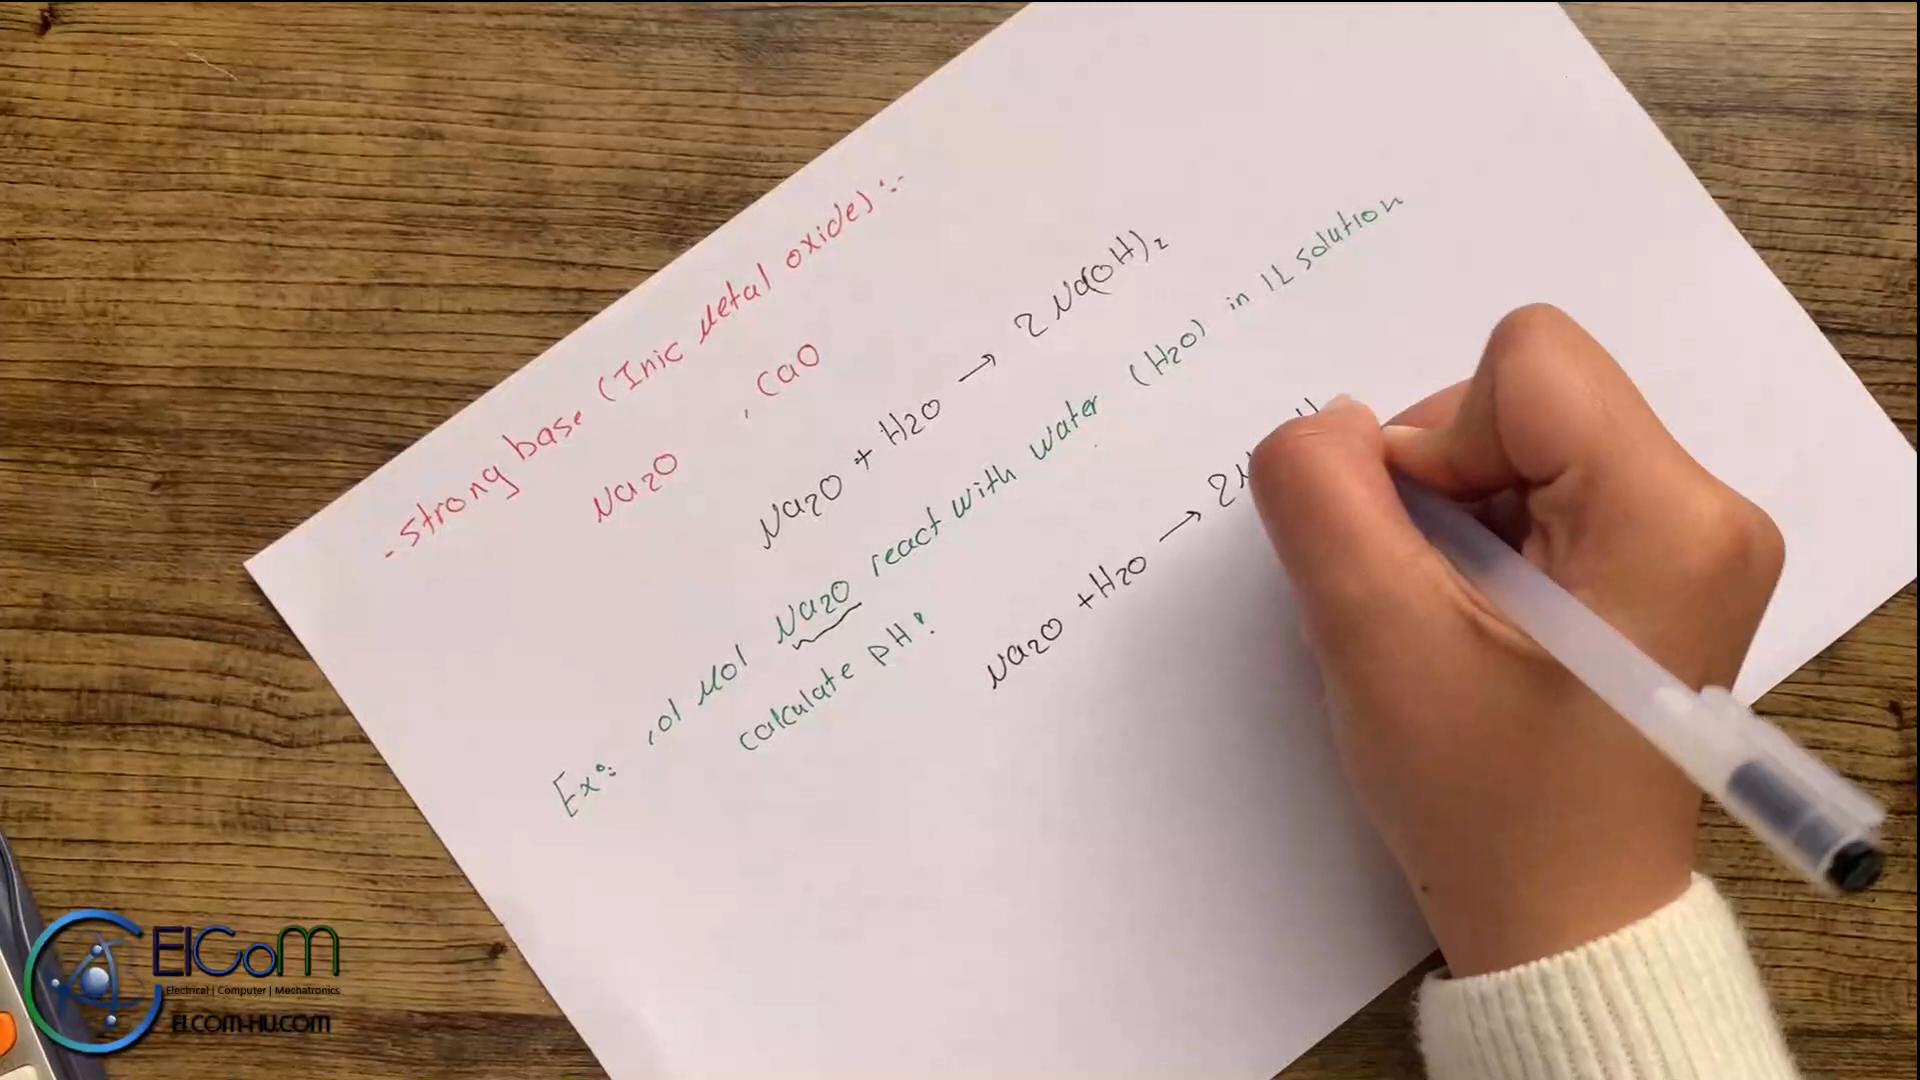 - strong base (Inic Metal oxide) :-
Na2O , CaO
Na2O + H2O → 2 Na(OH)2
Ex: ,01 Mol Na2O react with water (H2O) in 1L solution
calculate PH?
Na2O + H2O → 2N
ElCoM
Electrical | Computer | Mechatronics
ELCOM-HU.COM